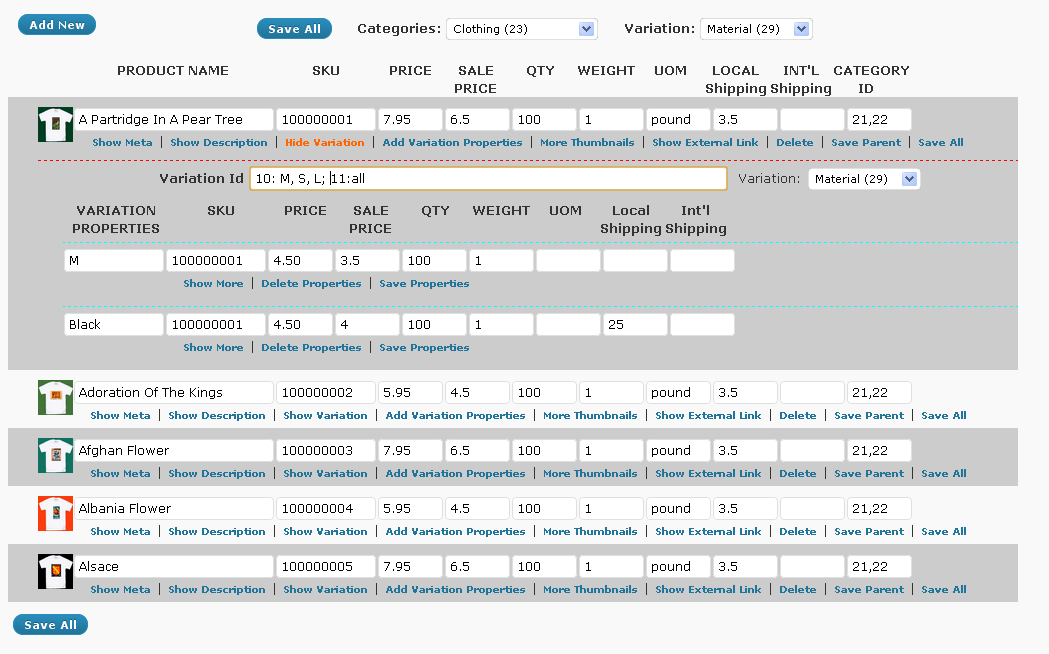 Add New Save All Categories: Clothing (23) Variation: Material (29)
PRODUCT NAME SKU PRICE SALE PRICE QTY WEIGHT UOM LOCAL Shipping INT'L Shipping CATEGORY ID
A Partridge In A Pear Tree 100000001 7.95 6.5 100 1 pound 3.5 21,22
Show Meta | Show Description | Hide Variation | Add Variation Properties | More Thumbnails | Show External Link | Delete | Save Parent | Save All
Variation Id 10: M, S, L; 11:all Variation: Material (29)
VARIATION PROPERTIES SKU PRICE SALE PRICE QTY WEIGHT UOM Local Shipping Int'l Shipping
M 100000001 4.50 3.5 100 1
Show More | Delete Properties | Save Properties
Black 100000001 4.50 4 100 1 25
Show More | Delete Properties | Save Properties
Adoration Of The Kings 100000002 5.95 4.5 100 1 pound 3.5 21,22
Show Meta | Show Description | Show Variation | Add Variation Properties | More Thumbnails | Show External Link | Delete | Save Parent | Save All
Afghan Flower 100000003 7.95 6.5 100 1 pound 3.5 21,22
Show Meta | Show Description | Show Variation | Add Variation Properties | More Thumbnails | Show External Link | Delete | Save Parent | Save All
Albania Flower 100000004 5.95 4.5 100 1 pound 3.5 21,22
Show Meta | Show Description | Show Variation | Add Variation Properties | More Thumbnails | Show External Link | Delete | Save Parent | Save All
Alsace 100000005 7.95 6.5 100 1 pound 3.5 21,22
Show Meta | Show Description | Show Variation | Add Variation Properties | More Thumbnails | Show External Link | Delete | Save Parent | Save All
Save All